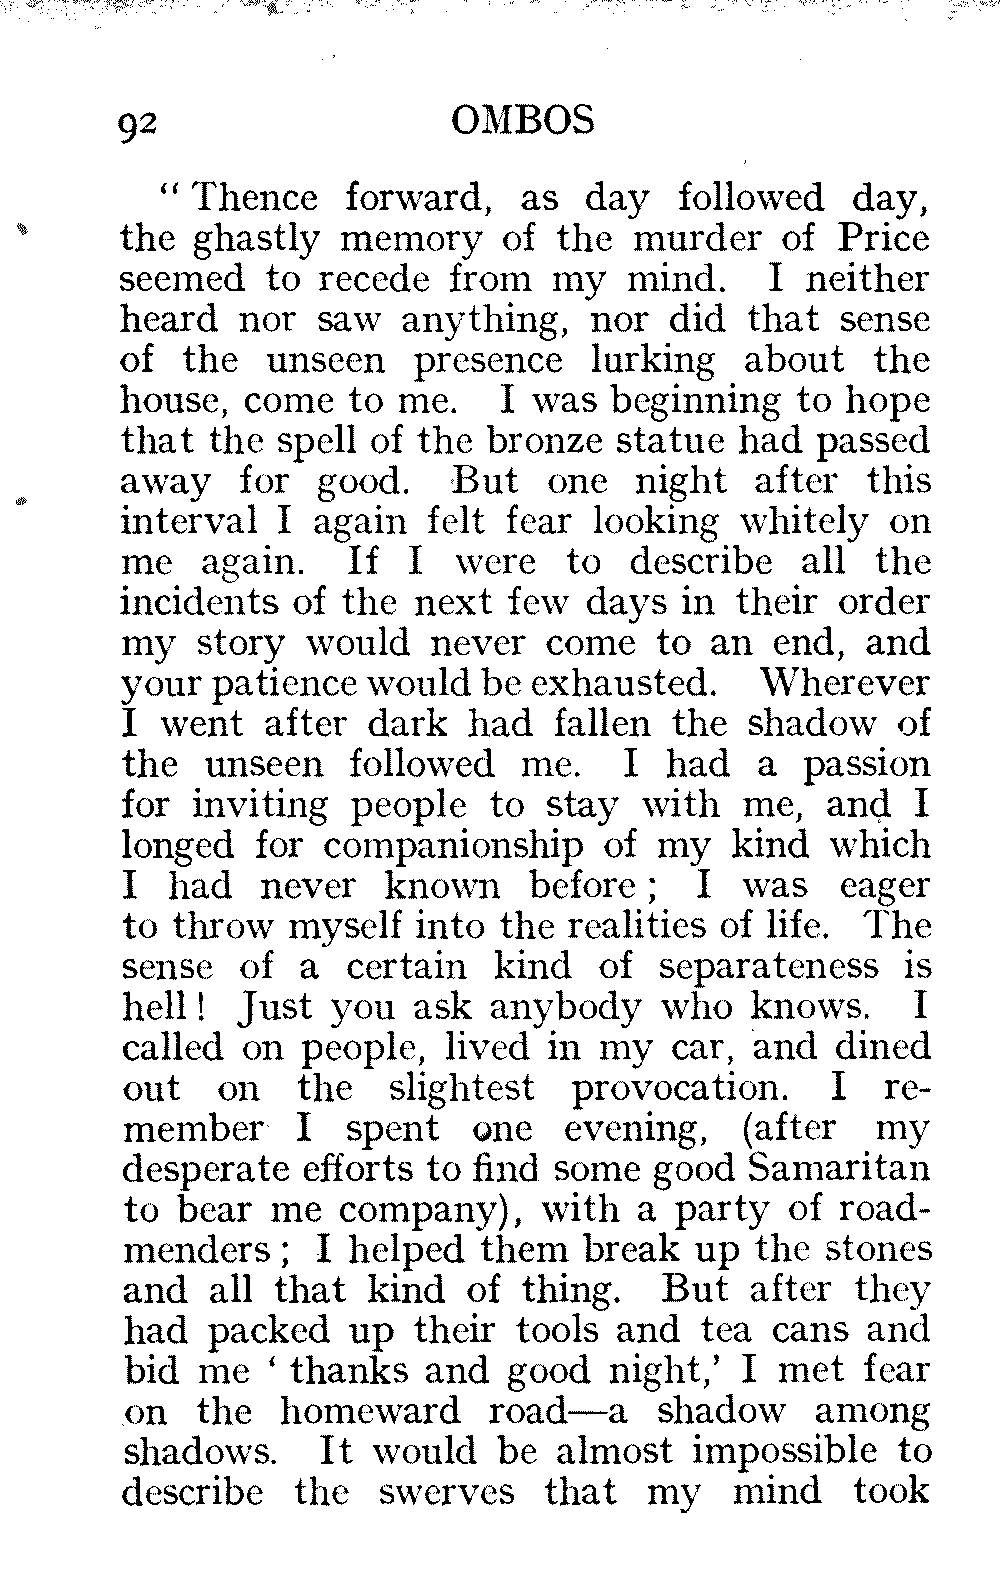 92 OMBOS
“ Thence forward, as day followed day,
the ghastly memory of the murder of Price
seemed to recede from my mind. I neither
heard nor saw anything, nor did that sense
of the unseen presence lurking about the
house, come to me. I was beginning to hope
that the spell of the bronze statue had passed
away for good. But one night after this
interval I again felt fear looking whitely on
me again. If I were to describe all the
incidents of the next few days in their order
my story would never come to an end, and
your patience would be exhausted. Wherever
I went after dark had fallen the shadow of
the unseen followed me. I had a passion
for inviting people to stay with me, and I
longed for companionship of my kind which
I had never known before ; I was eager
to throw myself into the realities of life. The
sense of a certain kind of separateness is
hell ! Just you ask anybody who knows. I
called on people, lived in my car, and dined
out on the slightest provocation. I re-
member I spent one evening, (after my
desperate efforts to find some good Samaritan
to bear me company), with a party of road-
menders ; I helped them break up the stones
and all that kind of thing. But after they
had packed up their tools and tea cans and
bid me ‘ thanks and good night,’ I met fear
on the homeward road—a shadow among
shadows. It would be almost impossible to
describe the swerves that my mind took